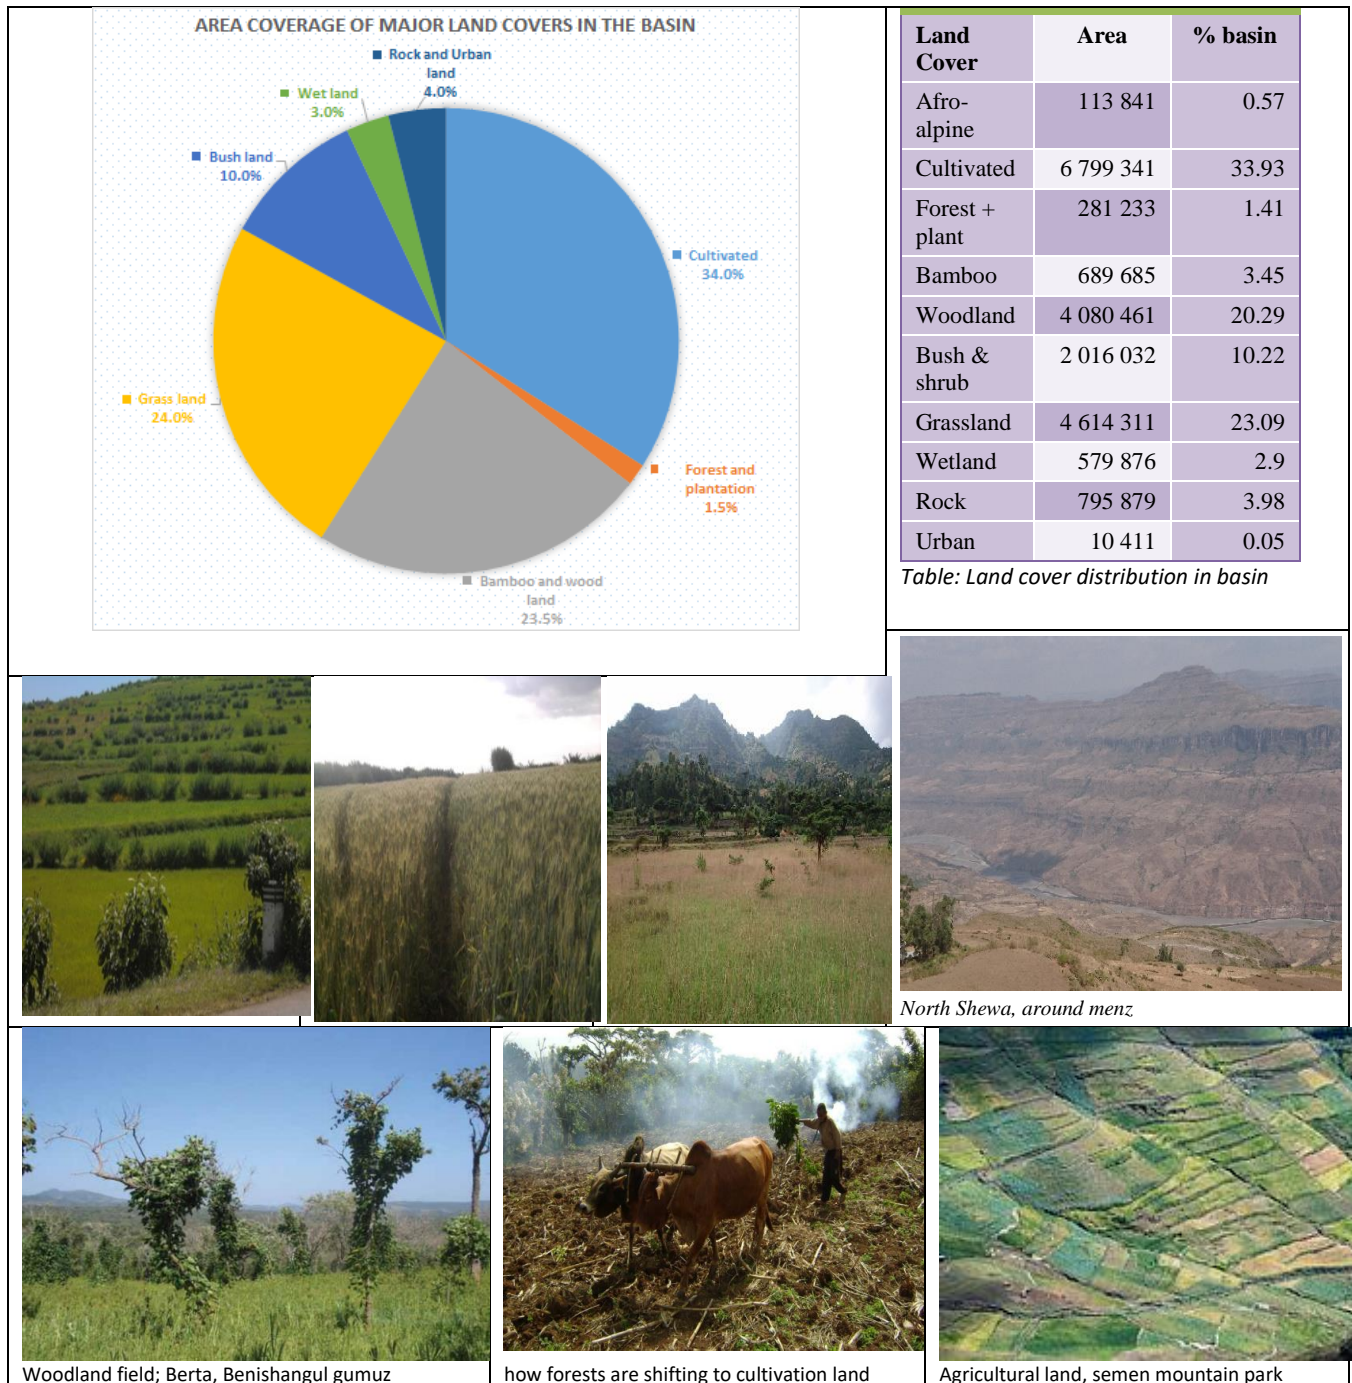 AREA COVERAGE OF MAJOR LAND COVERS IN THE BASIN
Rock and Urban
land
4.0%
Wet land
3.0%
Bush land
10.0%
Cultivated
34.0%
Grass land
24.0%
Forest and
plantation
1.5%
Bamboo and wood
land
23.5%
Land Area % basin
Cover
Afro- 113 841 0.57
alpine
Cultivated 6 799 341 33.93
Forest + 281 233 1.41
plant
Bamboo 689 685 3.45
Woodland 4 080 461 20.29
Bush & 2 016 032 10.22
shrub
Grassland 4 614 311 23.09
Wetland 579 876 2.9
Rock 795 879 3.98
Urban 10 411 0.05
Table: Land cover distribution in basin
North Shewa, around menz
Woodland field; Berta, Benishangul gumuz
how forests are shifting to cultivation land
Agricultural land, semen mountain park